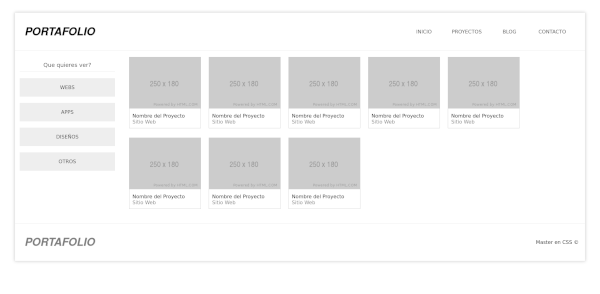 PORTAFOLIO
INICIO PROYECTOS BLOG CONTACTO
Que quieres ver?
WEBS
APPS
DISEÑOS
OTROS
250 x 180 250 x 180 250 x 180 250 x 180 250 x 180
Powered by HTML.COM Powered by HTML.COM Powered by HTML.COM Powered by HTML.COM Powered by HTML.COM
Nombre del Proyecto Nombre del Proyecto Nombre del Proyecto Nombre del Proyecto Nombre del Proyecto
Sitio Web Sitio Web Sitio Web Sitio Web Sitio Web
250 x 180 250 x 180 250 x 180
Powered by HTML.COM Powered by HTML.COM Powered by HTML.COM
Nombre del Proyecto Nombre del Proyecto Nombre del Proyecto
Sitio Web Sitio Web Sitio Web
PORTAFOLIO
Master en CSS ©